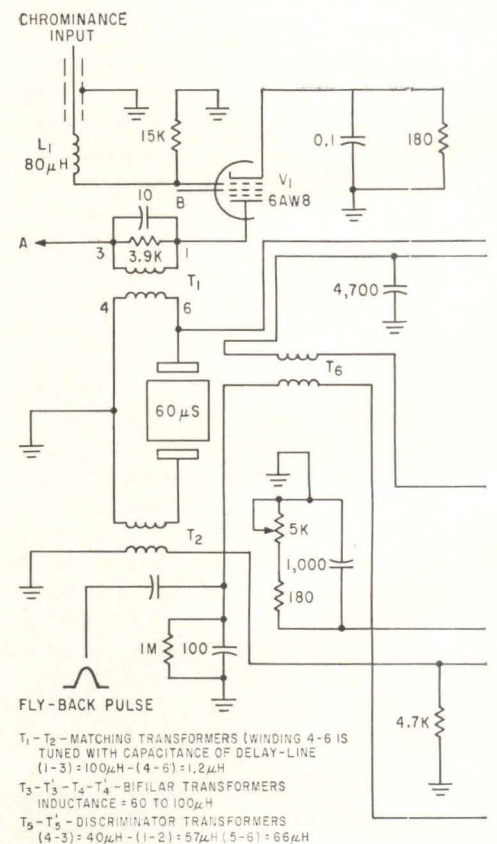 CHROMINANCE
INPUT
L1
80µH
15K
V1
6AW8
0.1
180
10
B
A
3
3.9K
1
T1
4
6
4,700
T6
60µS
5K
T2
1,000
180
1M
100
FLY-BACK PULSE
4.7K
T1-T2-MATCHING TRANSFORMERS (WINDING 4-6 IS
TUNED WITH CAPACITANCE OF DELAY-LINE
(1-3)=100µH-(4-6)=1,2µH
T3-T'3-T4-T'4-BIFILAR TRANSFORMERS
INDUCTANCE = 60 TO 100µH
T5-T'5-DISCRIMINATOR TRANSFORMERS
(4-3)=40µH-(1-2)=57µH (5-6)=66µH